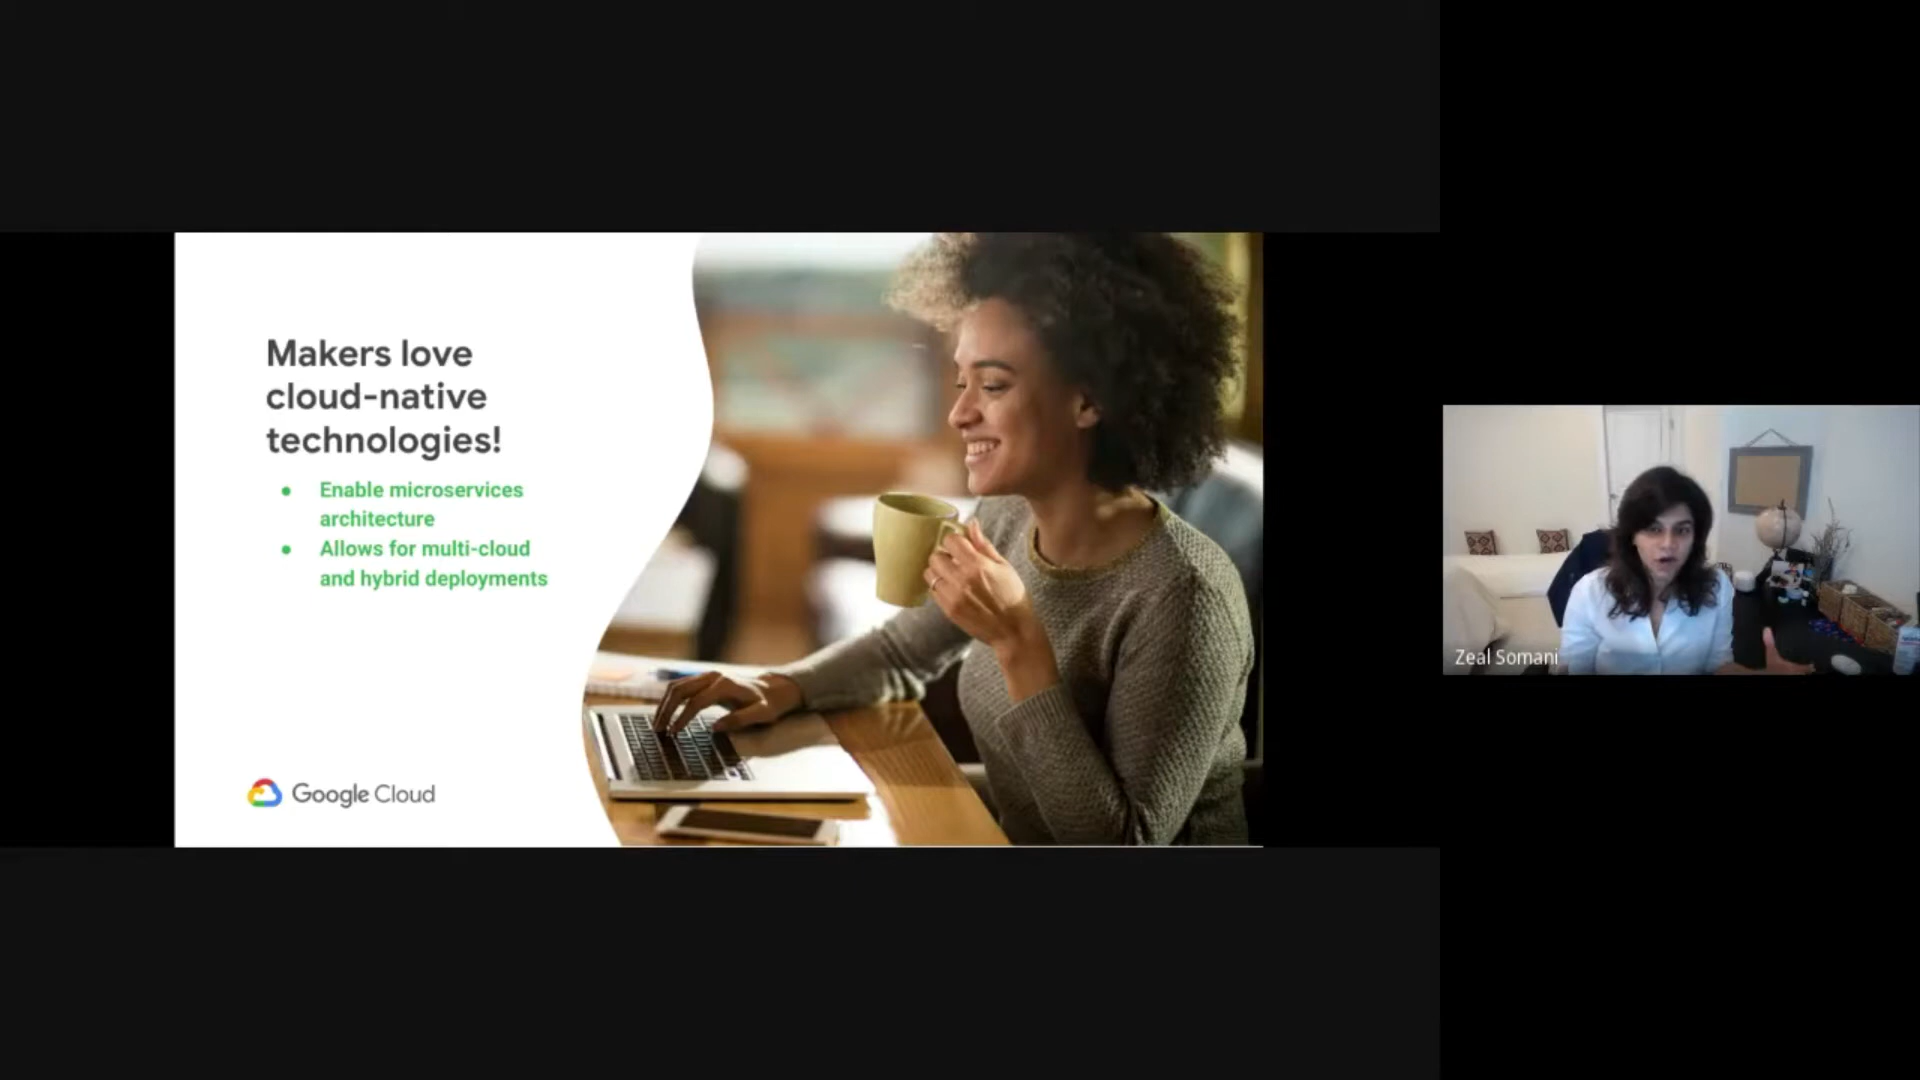 Makers love
cloud-native
technologies!
● Enable microservices
architecture
● Allows for multi-cloud
and hybrid deployments
Google Cloud
Zeal Somani